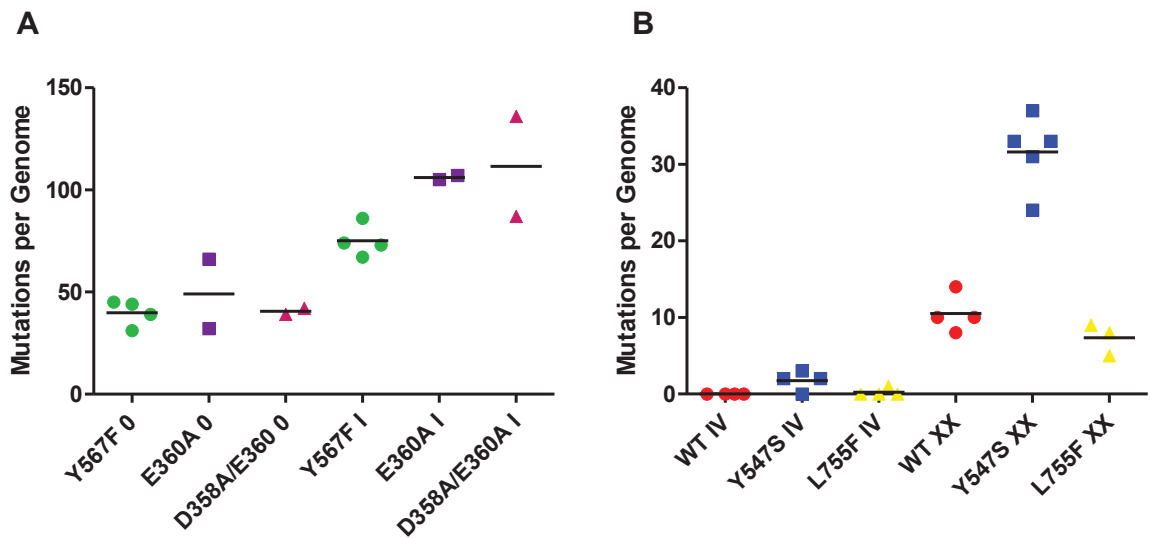 A
Mutations per Genome
150
100
50
0
Y567F 0
E360A 0
D358A/E360 0
Y567F I
E360A I
D358A/E360A I
B
Mutations per Genome
40
30
20
10
0
WT IV
Y547S IV
L755F IV
WT XX
Y547S XX
L755F XX